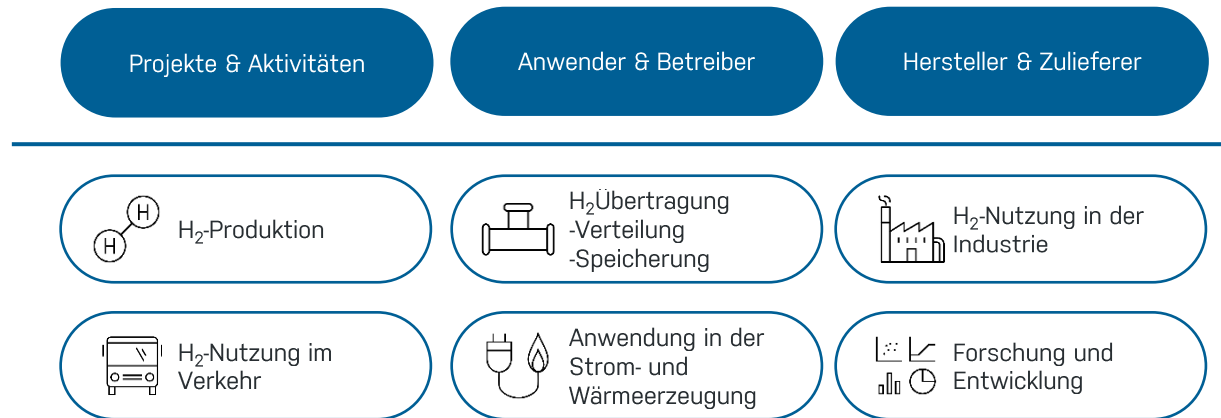 Projekte & Aktivitäten
Anwender & Betreiber
Hersteller & Zulieferer
H
H
H₂-Produktion
H₂Übertragung
-Verteilung
-Speicherung
H₂-Nutzung in der
Industrie
H₂-Nutzung im
Verkehr
Anwendung in der
Strom- und
Wärmeerzeugung
Forschung und
Entwicklung